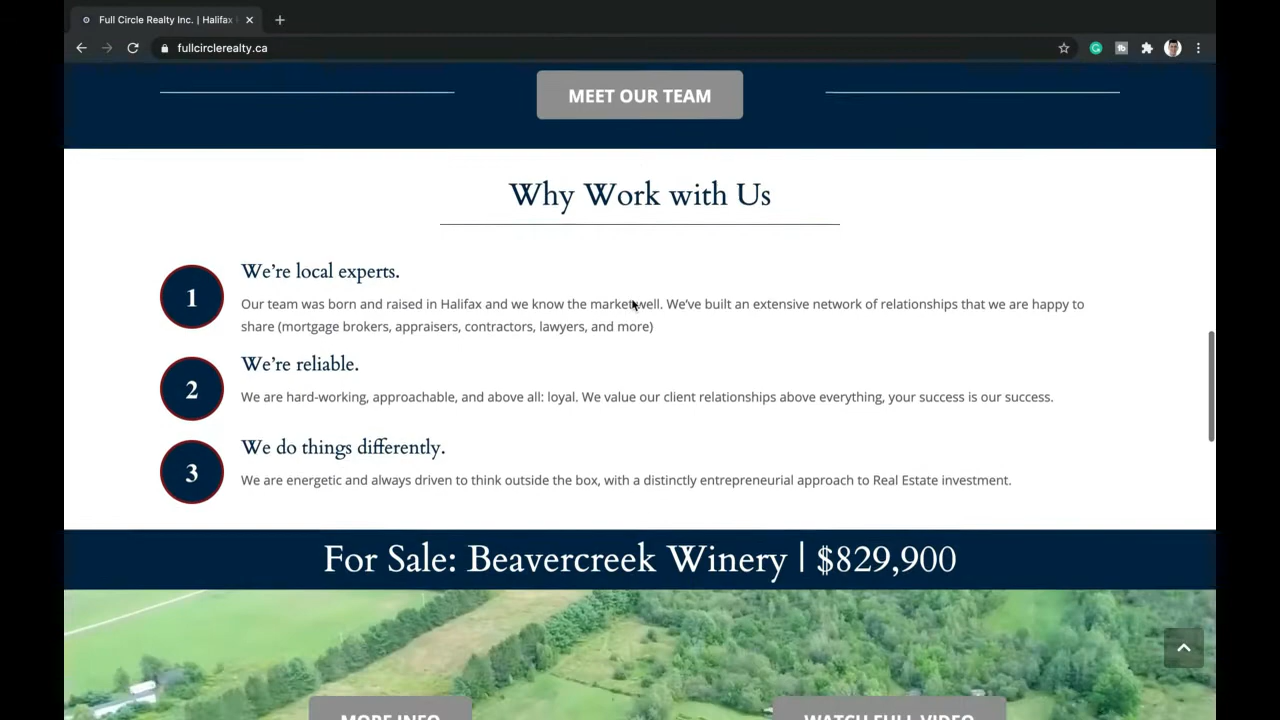 Full Circle Realty Inc. | Halifax
fullcirclerealty.ca
MEET OUR TEAM
Why Work with Us
1
We're local experts.
Our team was born and raised in Halifax and we know the market well. We've built an extensive network of relationships that we are happy to
share (mortgage brokers, appraisers, contractors, lawyers, and more)
2
We're reliable.
We are hard-working, approachable, and above all: loyal. We value our client relationships above everything, your success is our success.
3
We do things differently.
We are energetic and always driven to think outside the box, with a distinctly entrepreneurial approach to Real Estate investment.
For Sale: Beavercreek Winery | $829,900
MORE INFO
WATCH FULL VIDEO